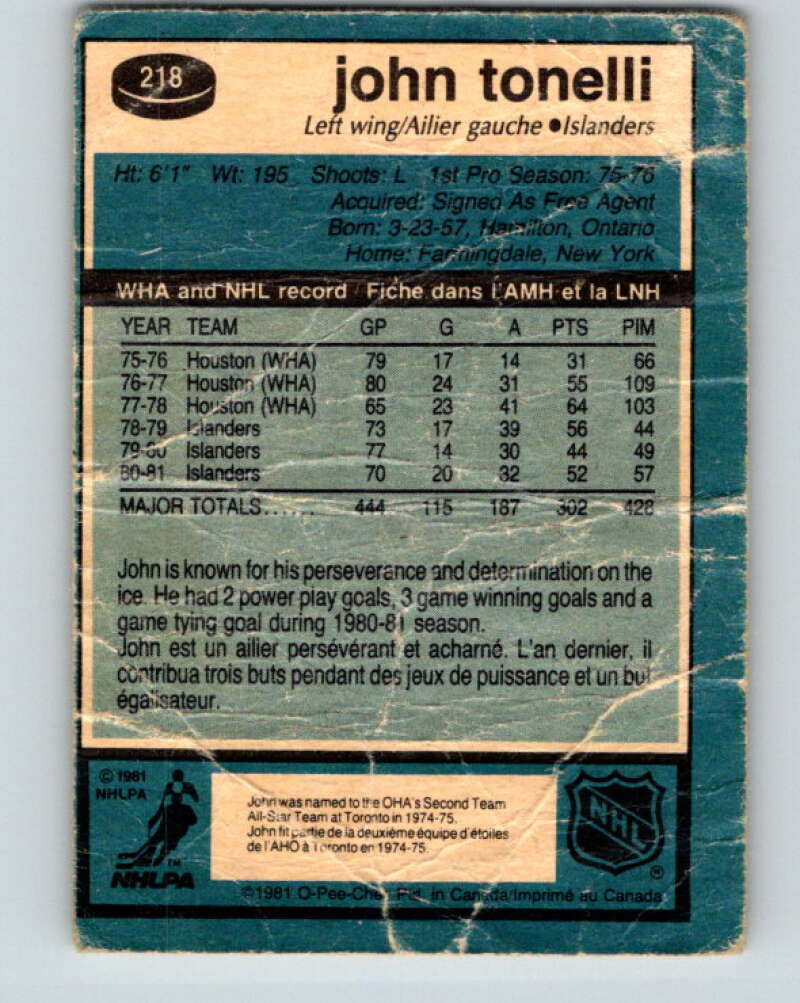 218
john tonelli
Left wing/Ailier gauche ●Islanders
Ht: 6'1" Wt: 195 Shoots: L 1st Pro Season: 75-76
Acquired: Signed As Free Agent
Born: 3-23-57, Hamilton, Ontario
Home: Farmingdale, New York
WHA and NHL record Fiche dans l'AMH et la LNH
YEAR TEAM GP G A PTS PIM
75-76 Houston (WHA) 79 17 14 31 66
76-77 Houston (WHA) 80 24 31 55 109
77-78 Houston (WHA) 65 23 41 64 103
78-79 Islanders 73 17 39 56 44
79-80 Islanders 77 14 30 44 49
80-81 Islanders 70 20 32 52 57
MAJOR TOTALS...... 444 115 187 302 428
John is known for his perseverance and determination on the
ice. He had 2 power play goals, 3 game winning goals and a
game tying goal during 1980-81 season.
John est un ailier persévérant et acharné. L'an dernier, il
contribua trois buts pendant des jeux de puissance et un but
égalisateur.
© 1981
NHLPA
TM
NHLPA
John was named to the OHA's Second Team
All-Star Team at Toronto in 1974-75.
John fit partie de la deuxième équipe d'étoiles
de l'AHO à Toronto en 1974-75.
NHL
®
©1981 O-Pee-Chee Ptd. in Canada/Imprimé au Canada